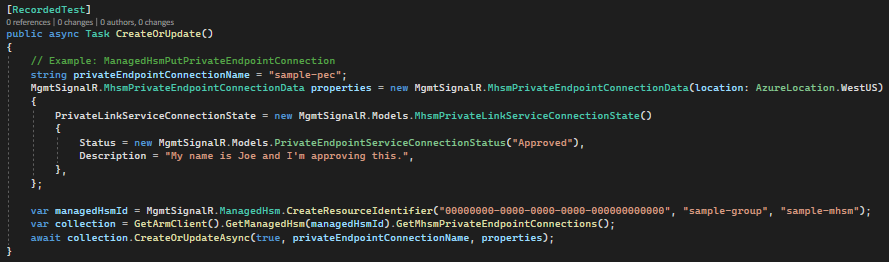 [RecordedTest]
0 references | 0 changes | 0 authors, 0 changes
public async Task CreateOrUpdate()
{
// Example: ManagedHsmPutPrivateEndpointConnection
string privateEndpointConnectionName = "sample-pec";
MgmtSignalR.MhsmPrivateEndpointConnectionData properties = new MgmtSignalR.MhsmPrivateEndpointConnectionData(location: AzureLocation.WestUS)
{
PrivateLinkServiceConnectionState = new MgmtSignalR.Models.MhsmPrivateLinkServiceConnectionState()
{
Status = new MgmtSignalR.Models.PrivateEndpointServiceConnectionStatus("Approved"),
Description = "My name is Joe and I'm approving this.",
},
};
var managedHsmId = MgmtSignalR.ManagedHsm.CreateResourceIdentifier("00000000-0000-0000-0000-000000000000", "sample-group", "sample-mhsm");
var collection = GetArmClient().GetManagedHsm(managedHsmId).GetMhsmPrivateEndpointConnections();
await collection.CreateOrUpdateAsync(true, privateEndpointConnectionName, properties);
}